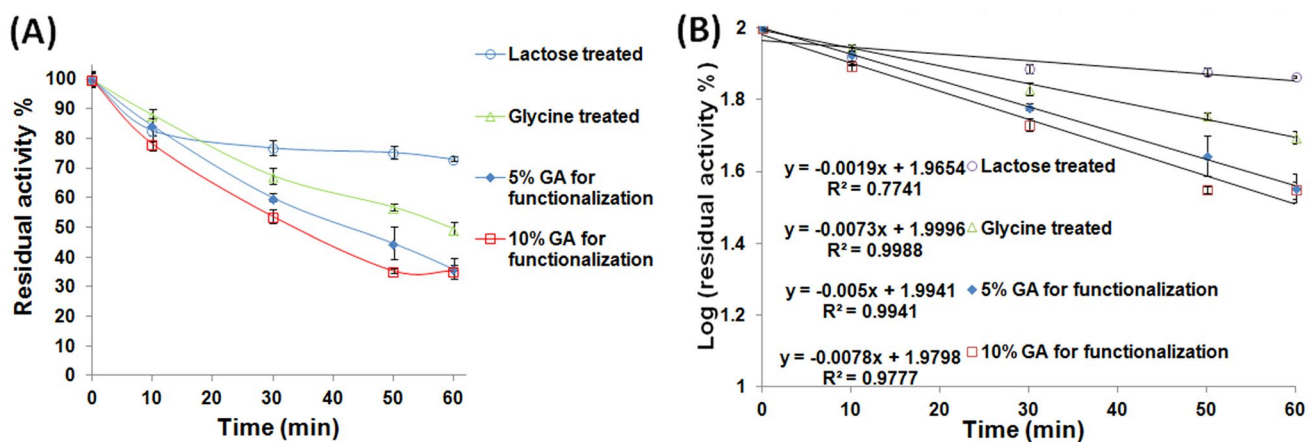 (A)
Residual activity %
100
90
80
70
60
50
40
30
20
10
0
0 10 20 30 40 50 60
Time (min)
Lactose treated
Glycine treated
5% GA for
functionalization
10% GA for
functionalization
(B)
Log (residual activity %)
2
1.8
1.6
1.4
1.2
1
0 20 40 60
Time (min)
y = -0.0019x + 1.9654
R² = 0.7741
Lactose treated
y = -0.0073x + 1.9996
R² = 0.9988
Glycine treated
y = -0.005x + 1.9941
R² = 0.9941
5% GA for functionalization
y = -0.0078x + 1.9798
R² = 0.9777
10% GA for functionalization